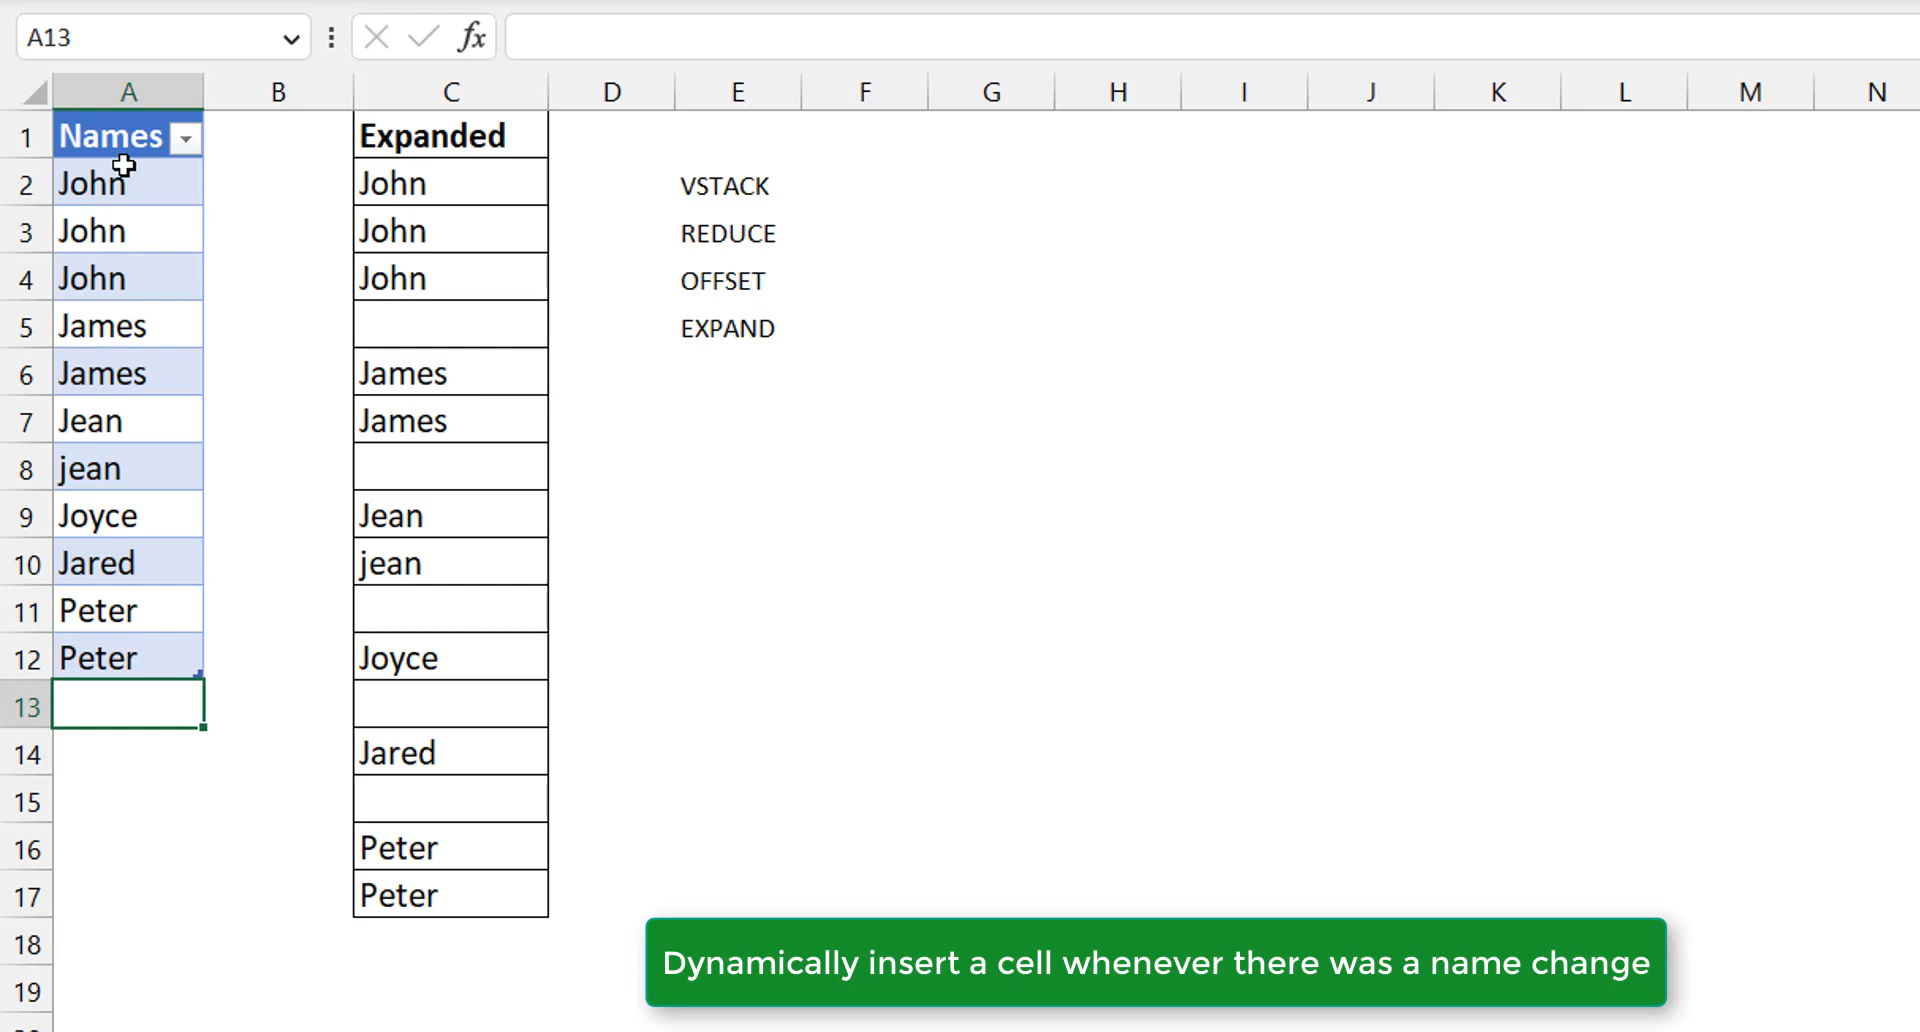 A13
fx
A B C D E F G H I J K L M N
1 Names Expanded
2 John John VSTACK
3 John John REDUCE
4 John John OFFSET
5 James EXPAND
6 James James
7 Jean James
8 jean
9 Joyce Jean
10 Jared jean
11 Peter
12 Peter Joyce
13
14 Jared
15
16 Peter
17 Peter
18
Dynamically insert a cell whenever there was a name change
19